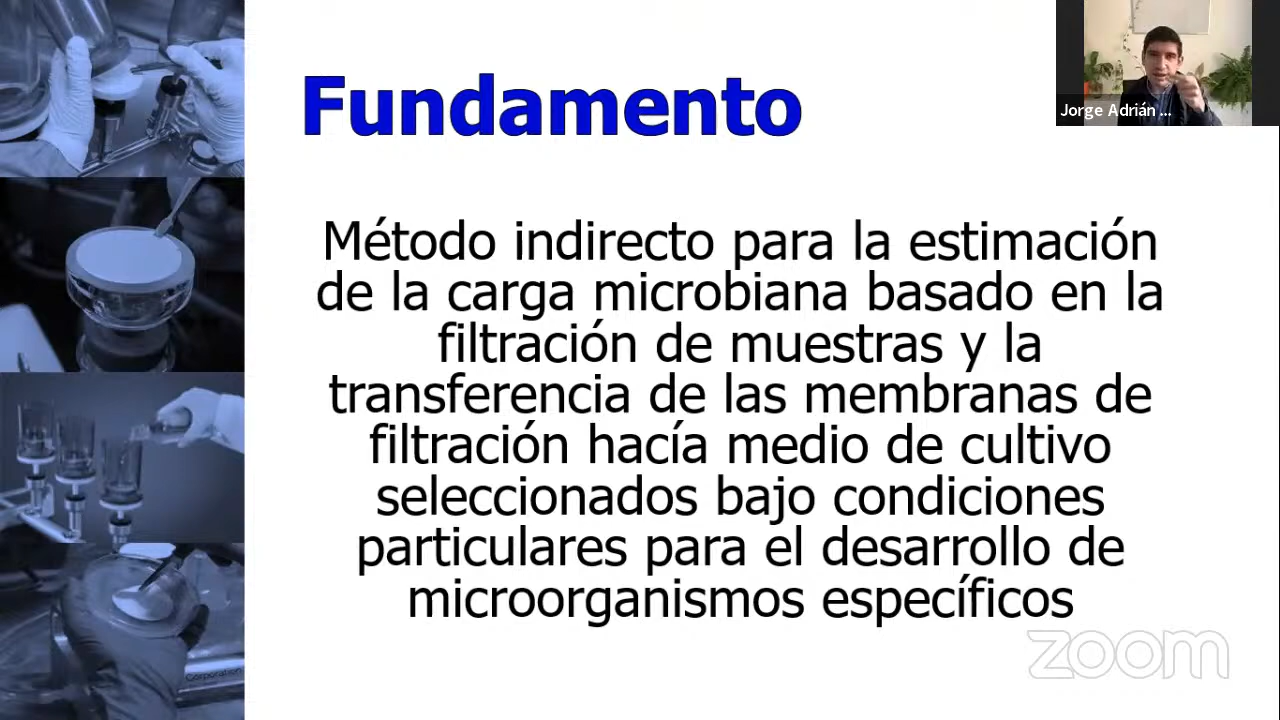 Fundamento
Jorge Adrián ...
Método indirecto para la estimación
de la carga microbiana basado en la
filtración de muestras y la
transferencia de las membranas de
filtración hacía medio de cultivo
seleccionados bajo condiciones
particulares para el desarrollo de
microorganismos específicos
zoom
Corporation